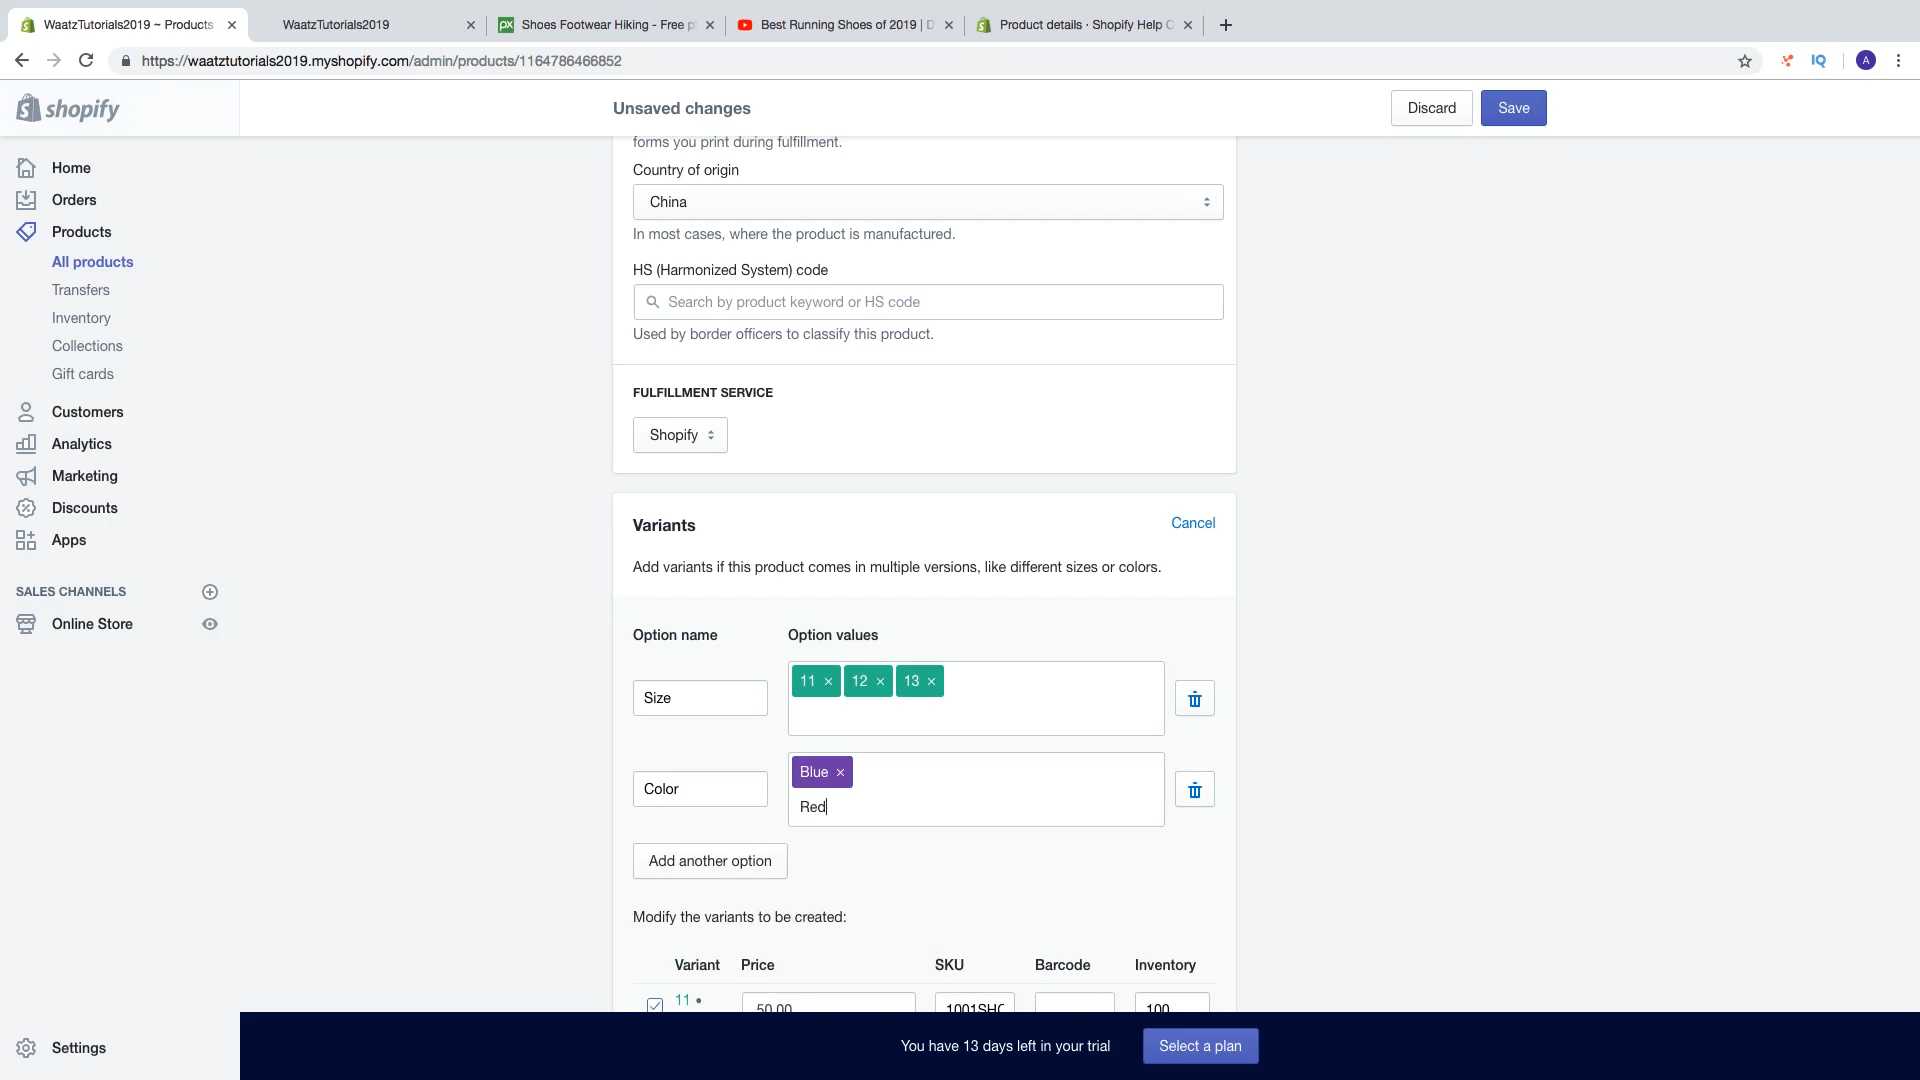 WaatzTutorials2019 ~ Products
WaatzTutorials2019
Shoes Footwear Hiking - Free p
Best Running Shoes of 2019 | D
Product details · Shopify Help C
https://waatztutorials2019.myshopify.com/admin/products/1164786466852
IQ
A
shopify
Unsaved changes
Discard
Save
Home
Orders
Products
All products
Transfers
Inventory
Collections
Gift cards
Customers
Analytics
Marketing
Discounts
Apps
SALES CHANNELS
Online Store
Settings
forms you print during fulfillment.
Country of origin
China
In most cases, where the product is manufactured.
HS (Harmonized System) code
Search by product keyword or HS code
Used by border officers to classify this product.
FULFILLMENT SERVICE
Shopify
Variants
Cancel
Add variants if this product comes in multiple versions, like different sizes or colors.
Option name Option values
Size
11 × 12 × 13 ×
Color
Blue ×
Red
Add another option
Modify the variants to be created:
Variant Price SKU Barcode Inventory
11 • 50.00 1001SHO 100
You have 13 days left in your trial
Select a plan